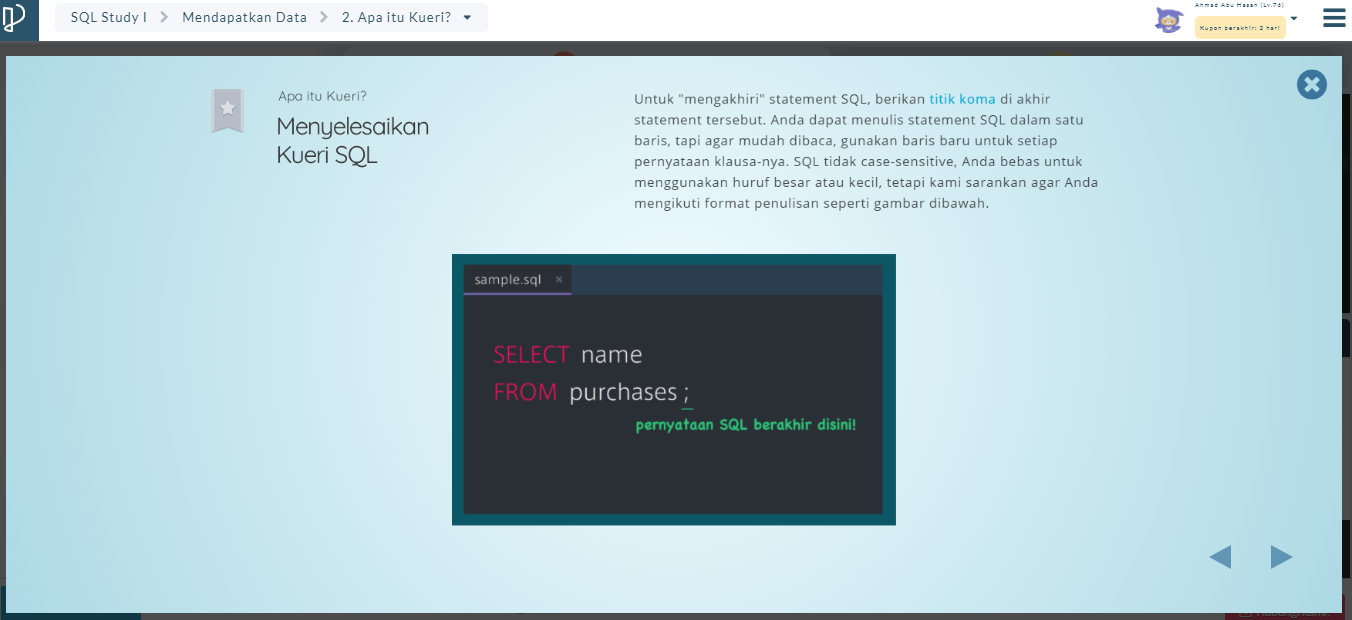 SQL Study I
Mendapatkan Data
2. Apa itu Kueri?
Ahmad Abu Hasan (Lv.76)
Kupon berakhir: 2 hari
Apa itu Kueri?
Menyelesaikan
Kueri SQL
Untuk "mengakhiri" statement SQL, berikan titik koma di akhir
statement tersebut. Anda dapat menulis statement SQL dalam satu
baris, tapi agar mudah dibaca, gunakan baris baru untuk setiap
pernyataan klausa-nya. SQL tidak case-sensitive, Anda bebas untuk
menggunakan huruf besar atau kecil, tetapi kami sarankan agar Anda
mengikuti format penulisan seperti gambar dibawah.
sample.sql ×
SELECT name
FROM purchases ;
pernyataan SQL berakhir disini!